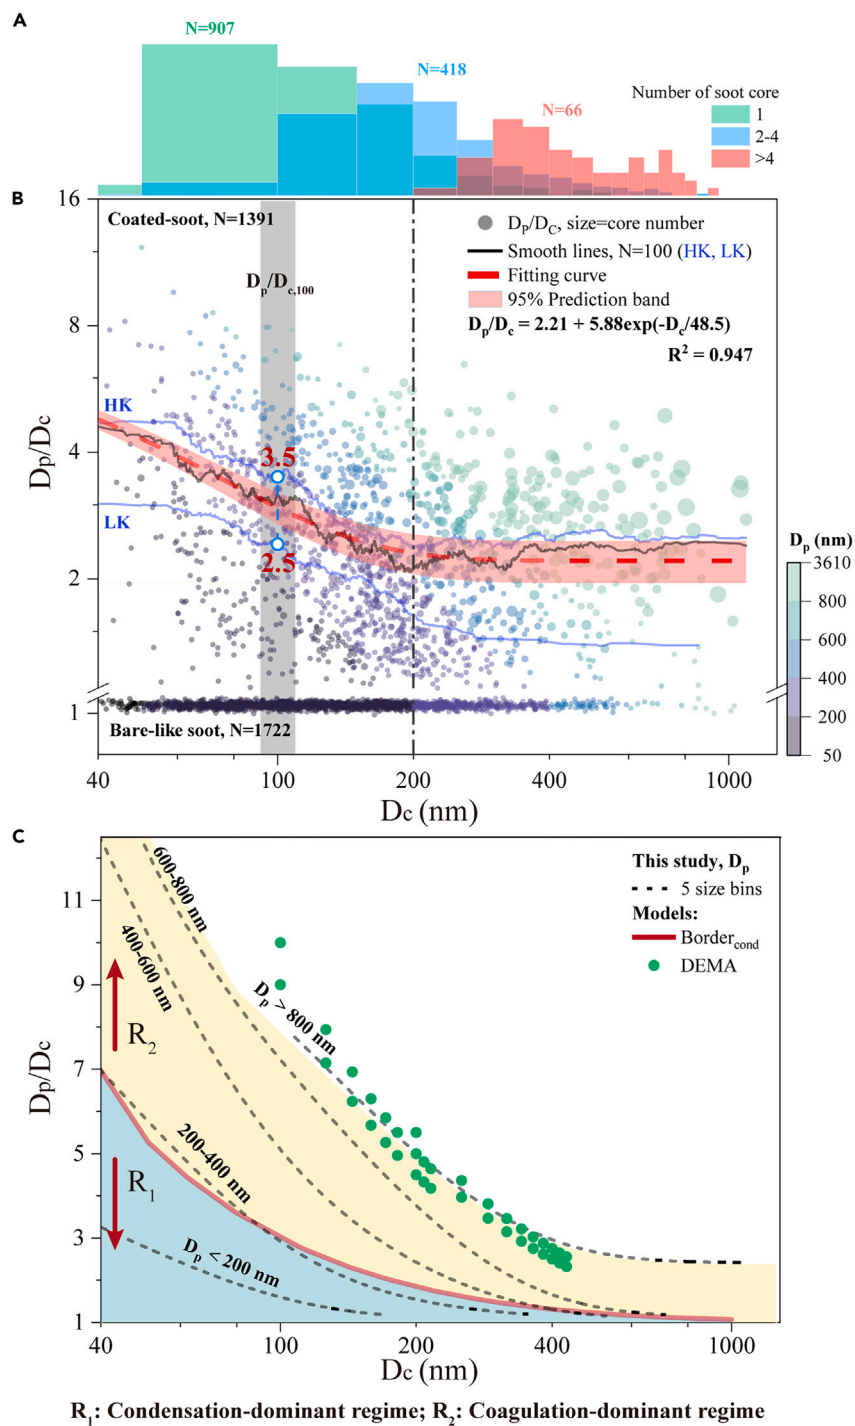 A
N=907
N=418
N=66
Number of soot core
1
2-4
>4
B
16
8
4
2
1
Dp/Dc
Coated-soot, N=1391
Dp/Dc,100
DP/DC, size=core number
Smooth lines, N=100 (HK, LK)
Fitting curve
95% Prediction band
Dp/Dc = 2.21 + 5.88exp(-Dc/48.5)
R² = 0.947
HK
LK
3.5
2.5
Bare-like soot, N=1722
40
100
200
400
1000
Dc (nm)
Dp (nm)
3610
800
600
400
200
50
C
11
9
7
5
3
1
Dp/Dc
600-800 nm
400-600 nm
Dp > 800 nm
200-400 nm
Dp < 200 nm
R2
R1
This study, Dp
5 size bins
Models:
Bordercond
DEMA
40
100
200
400
1000
Dc (nm)
R1: Condensation-dominant regime; R2: Coagulation-dominant regime